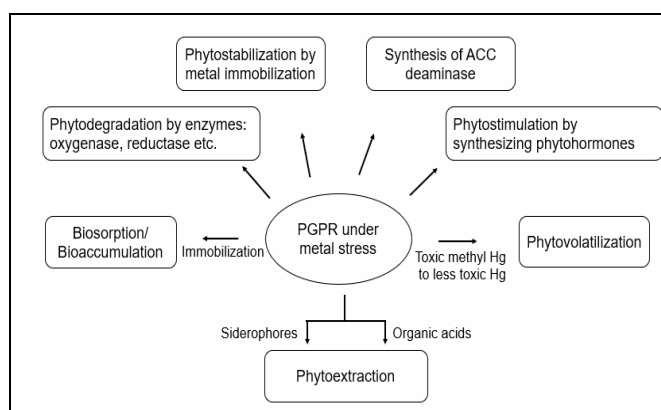 Phytostabilization by
metal immobilization
Synthesis of ACC
deaminase
Phytodegradation by enzymes:
oxygenase, reductase etc.
Phytostimulation by
synthesizing phytohormones
PGPR under
metal stress
Biosorption/
Bioaccumulation
Immobilization
Toxic methyl Hg
to less toxic Hg
Phytovolatilization
Siderophores
Organic acids
Phytoextraction